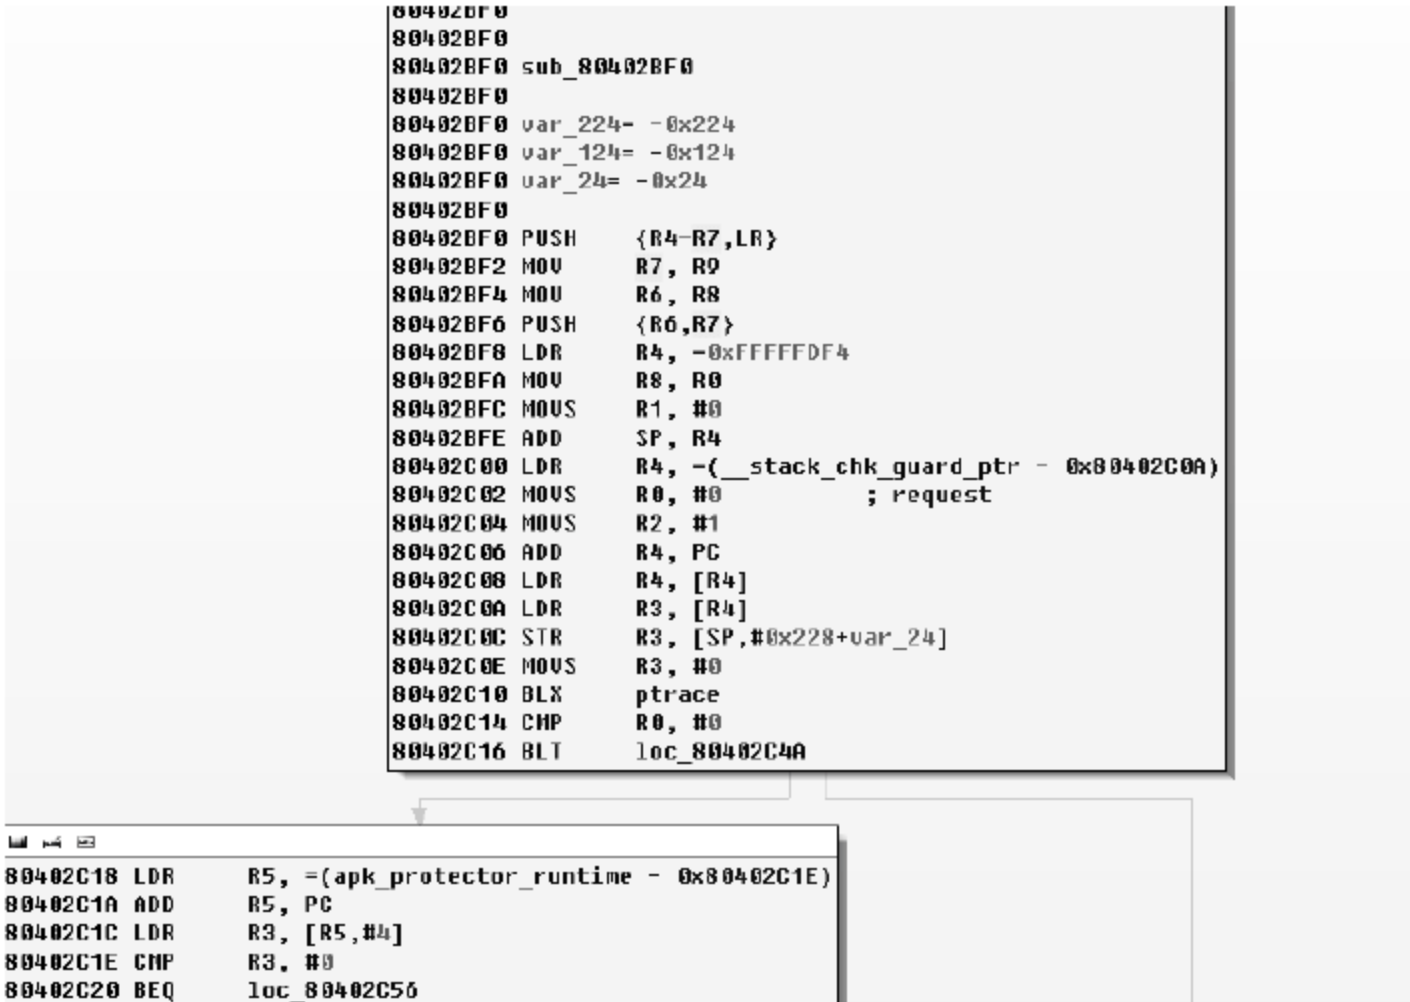 80402BF0
80402BF0
80402BF0 sub_80402BF0
80402BF0
80402BF0 var_224= -0x224
80402BF0 var_124= -0x124
80402BF0 var_24= -0x24
80402BF0
80402BF0 PUSH {R4-R7,LR}
80402BF2 MOV R7, R9
80402BF4 MOV R6, R8
80402BF6 PUSH {R6,R7}
80402BF8 LDR R4, =0xFFFFFDF4
80402BFA MOV R8, R0
80402BFC MOVS R1, #0
80402BFE ADD SP, R4
80402C00 LDR R4, =(__stack_chk_guard_ptr - 0x80402C0A)
80402C02 MOVS R0, #0 ; request
80402C04 MOVS R2, #1
80402C06 ADD R4, PC
80402C08 LDR R4, [R4]
80402C0A LDR R3, [R4]
80402C0C STR R3, [SP,#0x228+var_24]
80402C0E MOVS R3, #0
80402C10 BLX ptrace
80402C14 CMP R0, #0
80402C16 BLT loc_80402C4A
80402C18 LDR R5, =(apk_protector_runtime - 0x80402C1E)
80402C1A ADD R5, PC
80402C1C LDR R3, [R5,#4]
80402C1E CMP R3, #0
80402C20 BEQ loc_80402C56